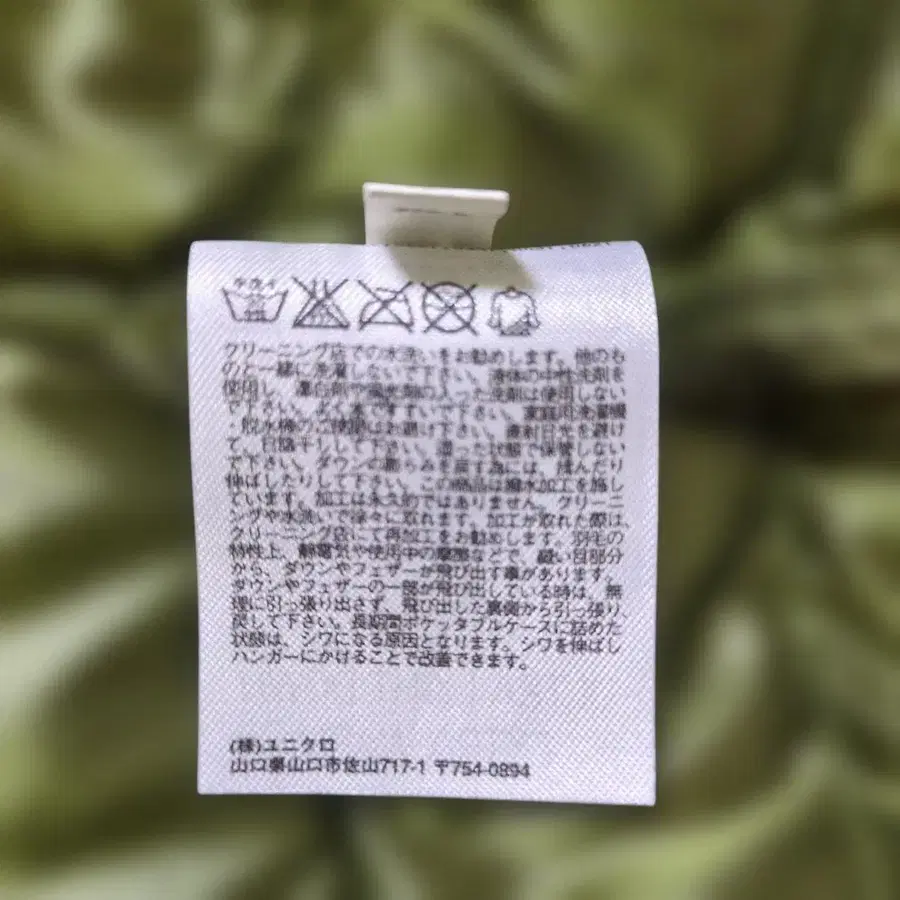 クリーニング店での水洗いをお勧めします。他のも
のと一緒に洗濯しないで下さい。液体の中性洗剤を
使用し、漂白剤や蛍光剤の入った洗剤は使用しない
で下さい。よくすすいで下さい。家庭用洗濯機
・脱水機のご使用はお避け下さい。直射日光を避け
て、日陰干しして下さい。湿った状態で保管しない
で下さい。ダウンの膨らみを戻す為には、揉んだり
伸ばしたりして下さい。この商品は撥水加工を施し
ています。加工は永久的ではありません。クリーニ
ングや水洗いで徐々に取れます。加工が取れた際は、
クリーニング店にて再加工をお勧めします。羽毛の
特性上、静電気や使用中の摩擦などで、縫い目部分
から、ダウンやフェザーが飛び出す事があります。
ダウンやフェザーの一部が飛び出している時は、無
理に引っ張り出さず、飛び出した裏側から引っ張り
戻して下さい。長期間ポケッタブルケースに詰めた
状態は、シワになる原因となります。シワを伸ばし
ハンガーにかけることで改善できます。
(株)ユニクロ
山口県山口市佐山717-1 〒754-0894